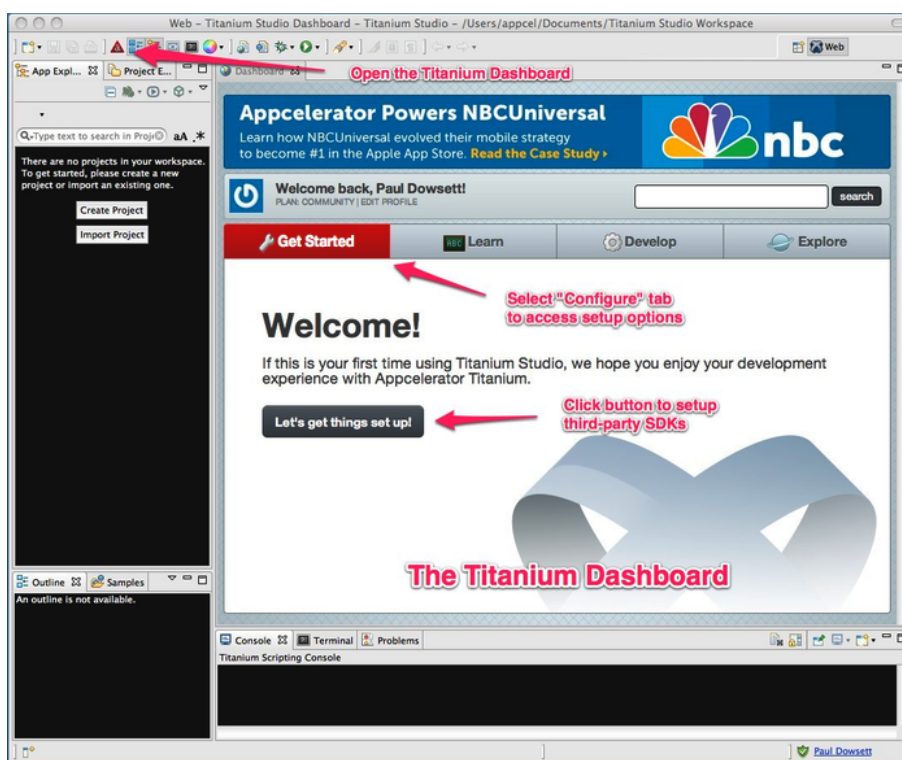 Web – Titanium Studio Dashboard – Titanium Studio – /Users/appcel/Documents/Titanium Studio Workspace
Web
App Expl...
Project E...
Dashboard
Open the Titanium Dashboard
Type text to search in Proj
aA .*
There are no projects in your workspace.
To get started, please create a new
project or import an existing one.
Create Project
Import Project
Appcelerator Powers NBCUniversal
Learn how NBCUniversal evolved their mobile strategy
to become #1 in the Apple App Store. Read the Case Study
nbc
Welcome back, Paul Dowsett!
PLAN: COMMUNITY | EDIT PROFILE
search
Get Started
ABC Learn
Develop
Explore
Select "Configure" tab
to access setup options
Welcome!
If this is your first time using Titanium Studio, we hope you enjoy your development
experience with Appcelerator Titanium.
Let's get things set up!
Click button to setup
third-party SDKs
The Titanium Dashboard
Outline
Samples
An outline is not available.
Console
Terminal
Problems
Titanium Scripting Console
Paul Dowsett